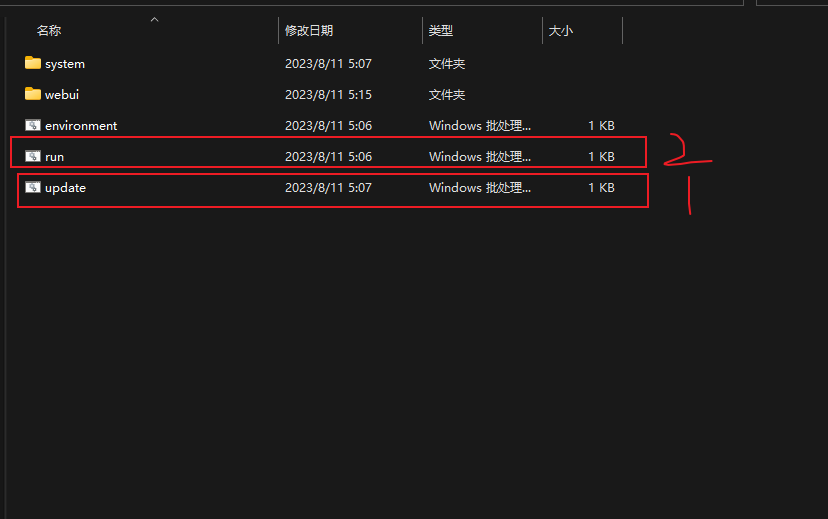 名称 修改日期 类型 大小
system 2023/8/11 5:07 文件夹
webui 2023/8/11 5:15 文件夹
environment 2023/8/11 5:06 Windows 批处理... 1 KB
run 2023/8/11 5:06 Windows 批处理... 1 KB 2
update 2023/8/11 5:07 Windows 批处理... 1 KB 1